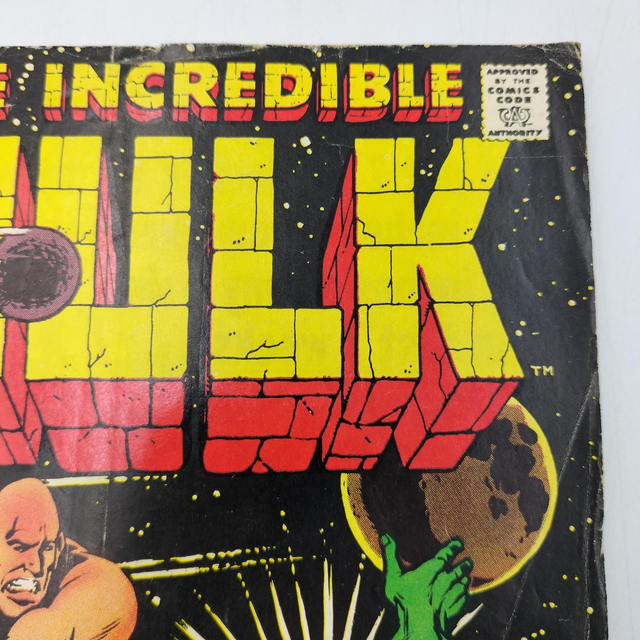 E INCREDIBLE
APPROVED
BY THE
COMICS
CODE
AUTHORITY
ULK
TM